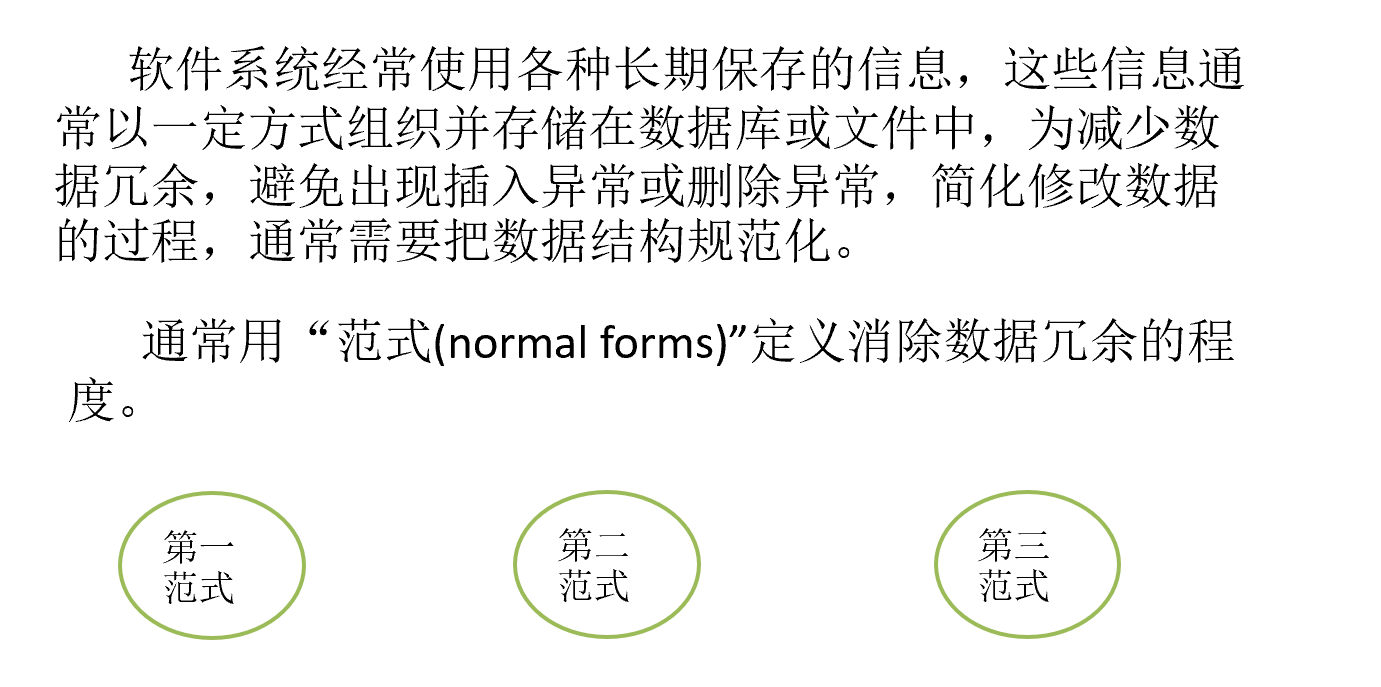 软件系统经常使用各种长期保存的信息，这些信息通
常以一定方式组织并存储在数据库或文件中，为减少数
据冗余，避免出现插入异常或删除异常，简化修改数据
的过程，通常需要把数据结构规范化。
通常用“范式(normal forms)”定义消除数据冗余的程
度。
第一
范式
第二
范式
第三
范式